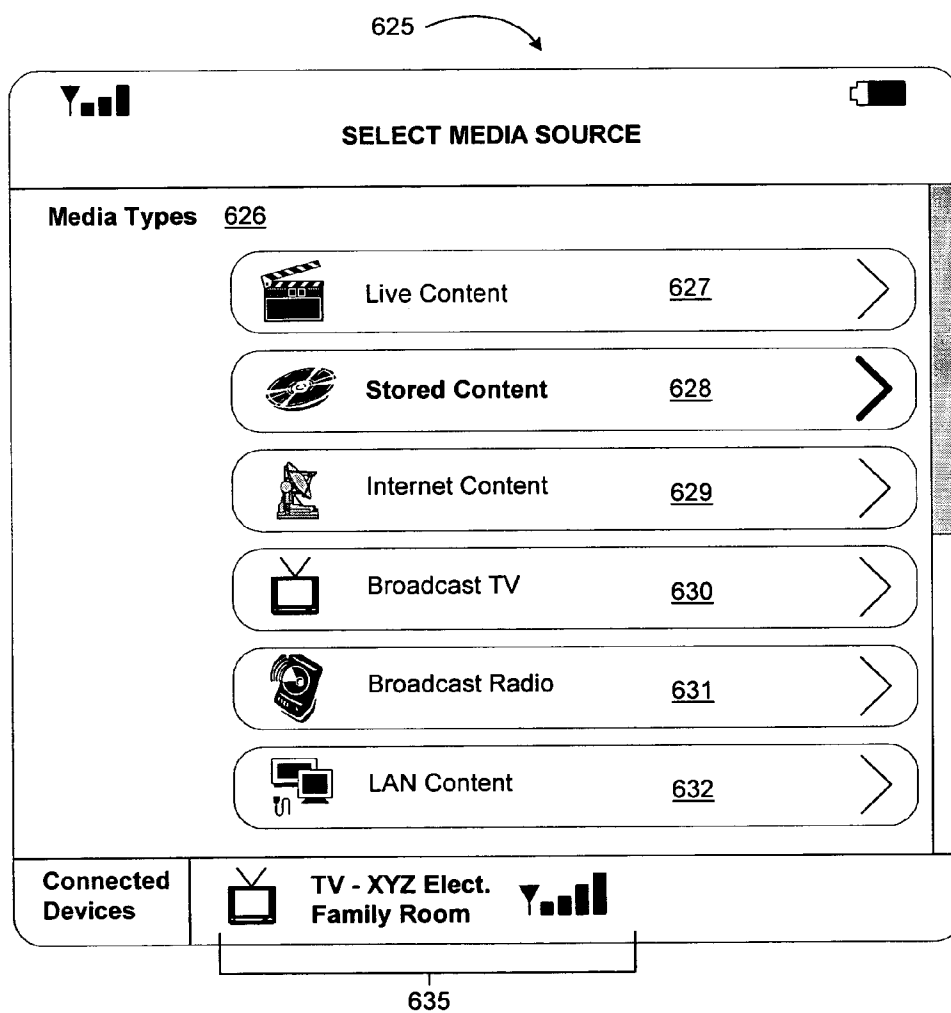 625
SELECT MEDIA SOURCE
Media Types 626
Live Content 627
Stored Content 628
Internet Content 629
Broadcast TV 630
Broadcast Radio 631
LAN Content 632
Connected
Devices
TV - XYZ Elect.
Family Room
635